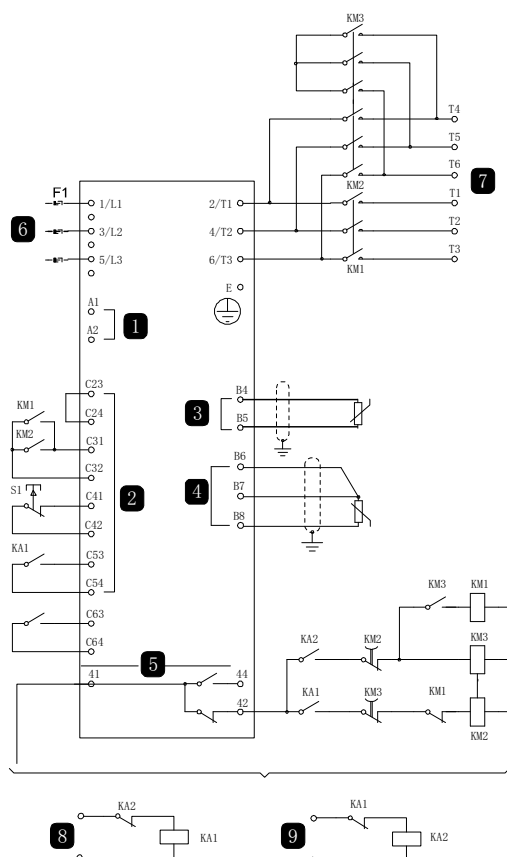 KM3
T4
T5
T6
7
KM2
F1
1/L1
2/T1
T1
6
3/L2
4/T2
T2
5/L3
6/T3
T3
KM1
E
A1
1
A2
C23
B4
KM1
3
C24
B5
KM2
C31
B6
C32
2
4
B7
S1
C41
B8
C42
KA1
C53
C54
KM3
KM1
C63
KA2
KM2
KM3
C64
5
41
44
KA1
KM3
KM1
42
KM2
KA2
KA1
8
KA1
9
KA2